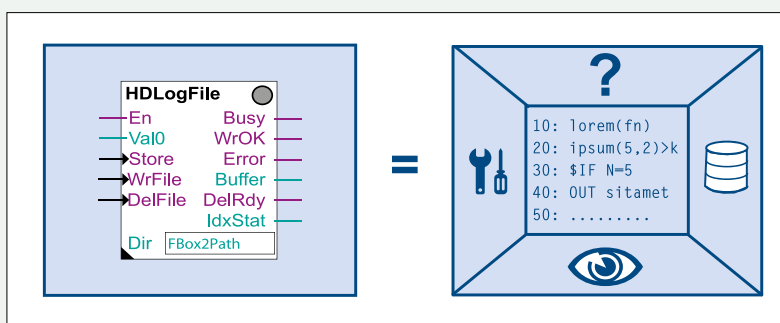 HDLogFile
En Busy
Val0 WrOK
Store Error
WrFile Buffer
DelFile DelRdy
IdxStat
Dir FBox2Path
=
?
10: lorem(fn)
20: ipsum(5,2)>k
30: $IF N=5
40: OUT sitamet
50: .........